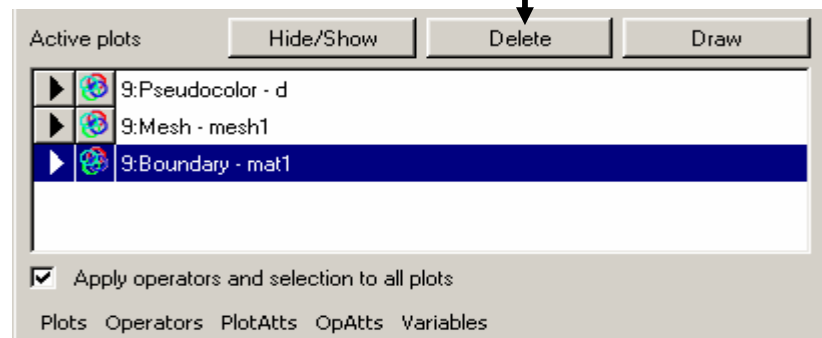 Active plots Hide/Show Delete Draw
9:Pseudocolor - d
9:Mesh - mesh1
9:Boundary - mat1
Apply operators and selection to all plots
Plots Operators PlotAtts OpAtts Variables